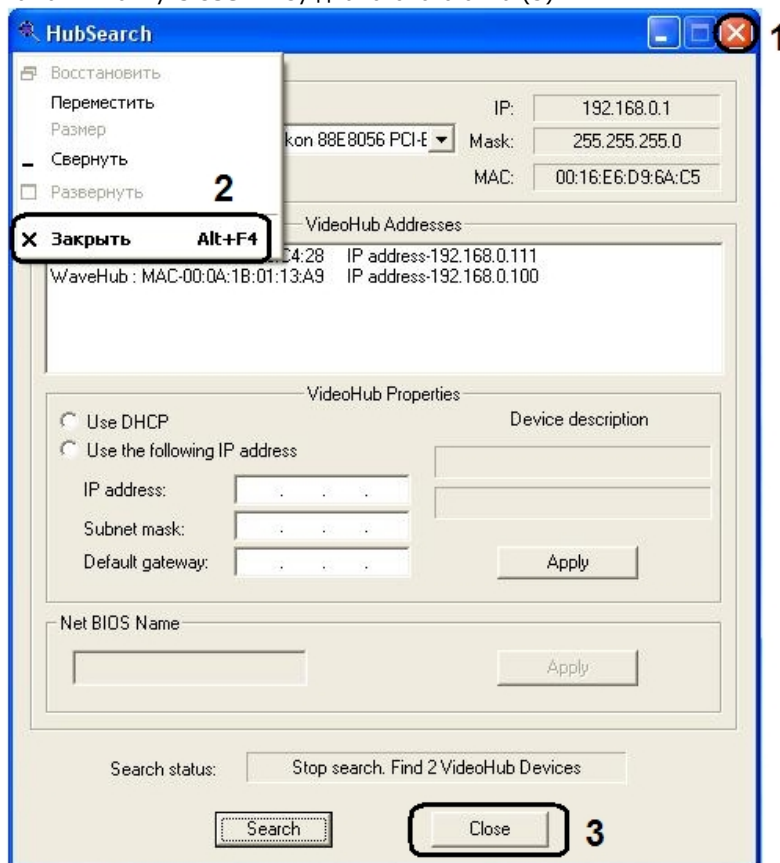 HubSearch
1
Восстановить
Переместить
Размер
Свернуть
Развернуть
2
Закрыть Alt+F4
IP: 192.168.0.1
kon 88E8056 PCI-E
Mask: 255.255.255.0
MAC: 00:16:E6:D9:6A:C5
VideoHub Addresses
C4:28 IP address-192.168.0.111
WaveHub : MAC-00:0A:1B:01:13:A9 IP address-192.168.0.100
VideoHub Properties
Use DHCP
Device description
Use the following IP address
IP address:
Subnet mask:
Default gateway:
Apply
Net BIOS Name
Apply
Search status: Stop search. Find 2 VideoHub Devices
Search
Close
3